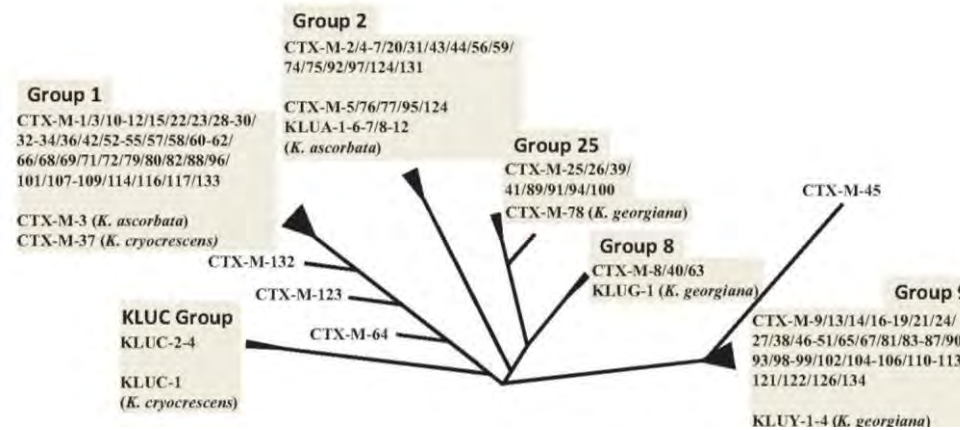 Group 2
CTX-M-2/4-7/20/31/43/44/56/59/
74/75/92/97/124/131
CTX-M-5/76/77/95/124
KLUA-1-6-7/8-12
(K. ascorbata)
Group 1
CTX-M-1/3/10-12/15/22/23/28-30/
32-34/36/42/52-55/57/58/60-62/
66/68/69/71/72/79/80/82/88/96/
101/107-109/114/116/117/133
CTX-M-3 (K. ascorbata)
CTX-M-37 (K. cryocrescens)
Group 25
CTX-M-25/26/39/
41/89/91/94/100
CTX-M-78 (K. georgiana)
CTX-M-45
Group 8
CTX-M-8/40/63
KLUG-1 (K. georgiana)
CTX-M-132
CTX-M-123
CTX-M-64
KLUC Group
KLUC-2-4
KLUC-1
(K. cryocrescens)
Group 9
CTX-M-9/13/14/16-19/21/24/
27/38/46-51/65/67/81/83-87/90
93/98-99/102/104-106/110-113
121/122/126/134
KLUY-1-4 (K. georgiana)